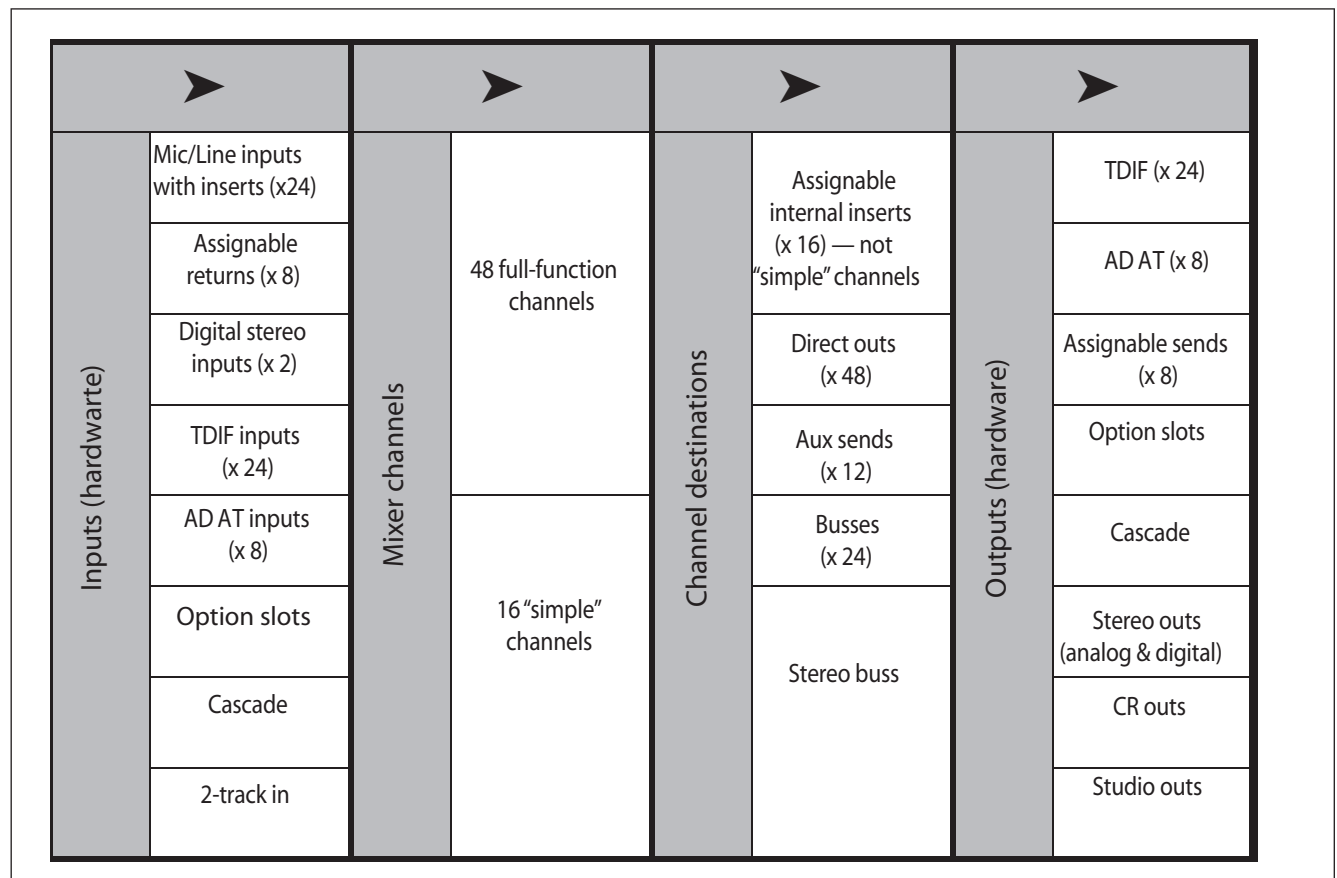 ➤
➤
➤
➤
Inputs (hardwarte)
Mic/Line inputs
with inserts (x24)
Assignable
returns (x 8)
Digital stereo
inputs (x 2)
TDIF inputs
(x 24)
AD AT inputs
(x 8)
Option slots
Cascade
2-track in
Mixer channels
48 full-function
channels
16 “simple”
channels
Channel destinations
Assignable
internal inserts
(x 16) — not
“simple” channels
Direct outs
(x 48)
Aux sends
(x 12)
Busses
(x 24)
Stereo buss
Outputs (hardware)
TDIF (x 24)
AD AT (x 8)
Assignable sends
(x 8)
Option slots
Cascade
Stereo outs
(analog & digital)
CR outs
Studio outs